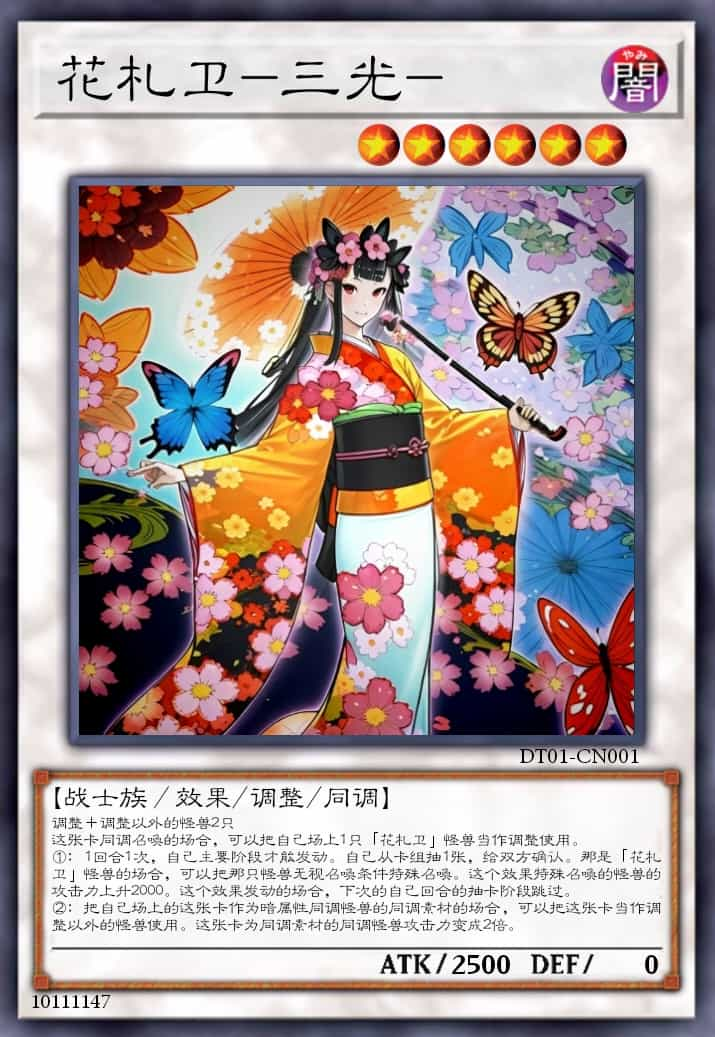 花札卫-三光-
やみ
闇
DT01-CN001
【战士族/效果/调整/同调】
调整＋调整以外的怪兽2只
这张卡同调召唤的场合，可以把自己场上1只「花札卫」怪兽当作调整使用。
①：1回合1次，自己主要阶段才能发动。自己从卡组抽1张，给双方确认。那是「花札
卫」怪兽的场合，可以把那只怪兽无视召唤条件特殊召唤。这个效果特殊召唤的怪兽的
攻击力上升2000。这个效果发动的场合，下次的自己回合的抽卡阶段跳过。
②：把自己场上的这张卡作为暗属性同调怪兽的同调素材的场合，可以把这张卡当作调
整以外的怪兽使用。这张卡为同调素材的同调怪兽攻击力变成2倍。
ATK/2500 DEF/ 0
10111147